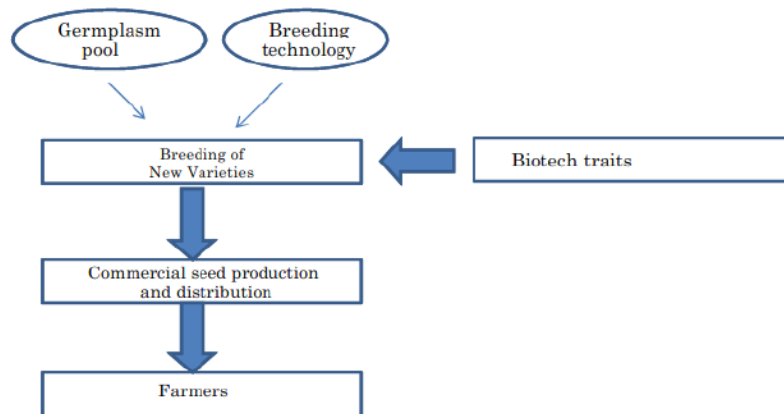 Germplasm
pool
Breeding
technology
Breeding of
New Varieties
Biotech traits
Commercial seed production
and distribution
Farmers